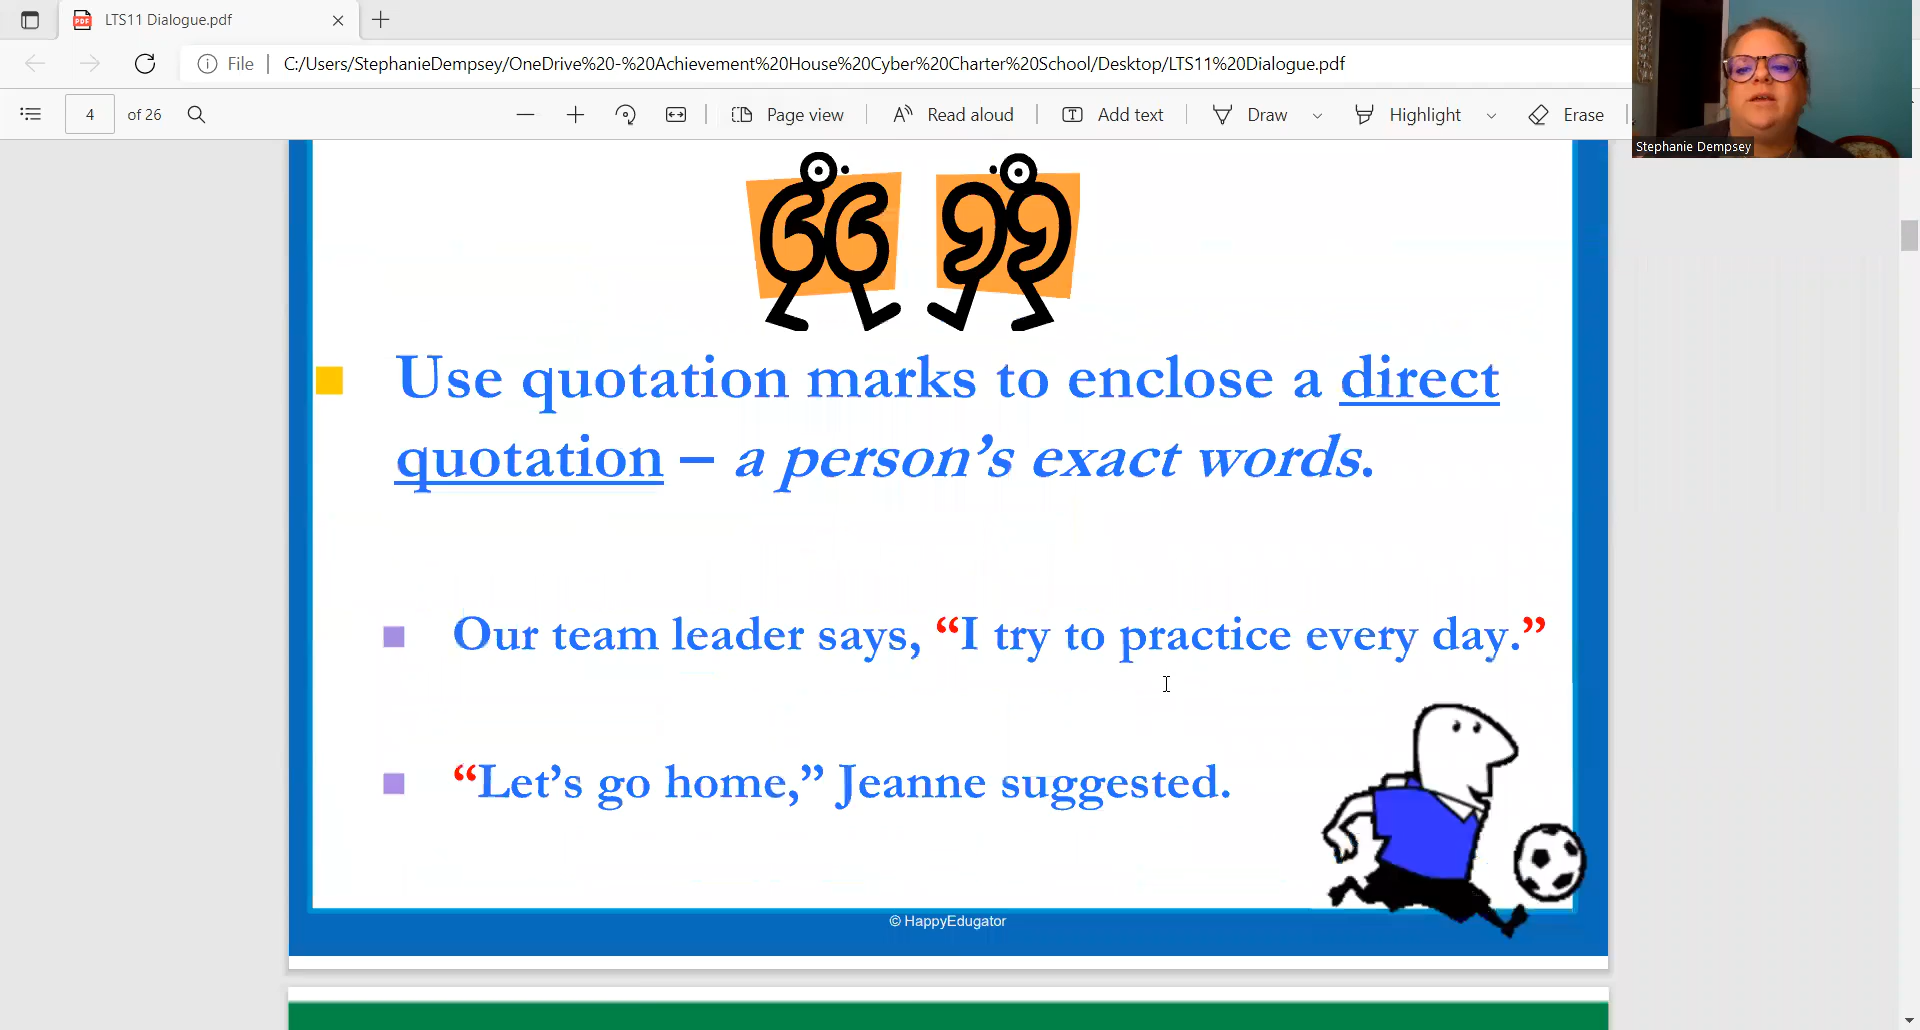 LTS11 Dialogue.pdf
File
C:/Users/StephanieDempsey/OneDrive%20-%20Achievement%20House%20Cyber%20Charter%20School/Desktop/LTS11%20Dialogue.pdf
4 of 26 Page view Read aloud Add text Draw Highlight Erase
Stephanie Dempsey
66 99
Use quotation marks to enclose a direct
quotation – a person’s exact words.
Our team leader says, “I try to practice every day.”
“Let’s go home,” Jeanne suggested.
© HappyEdugator